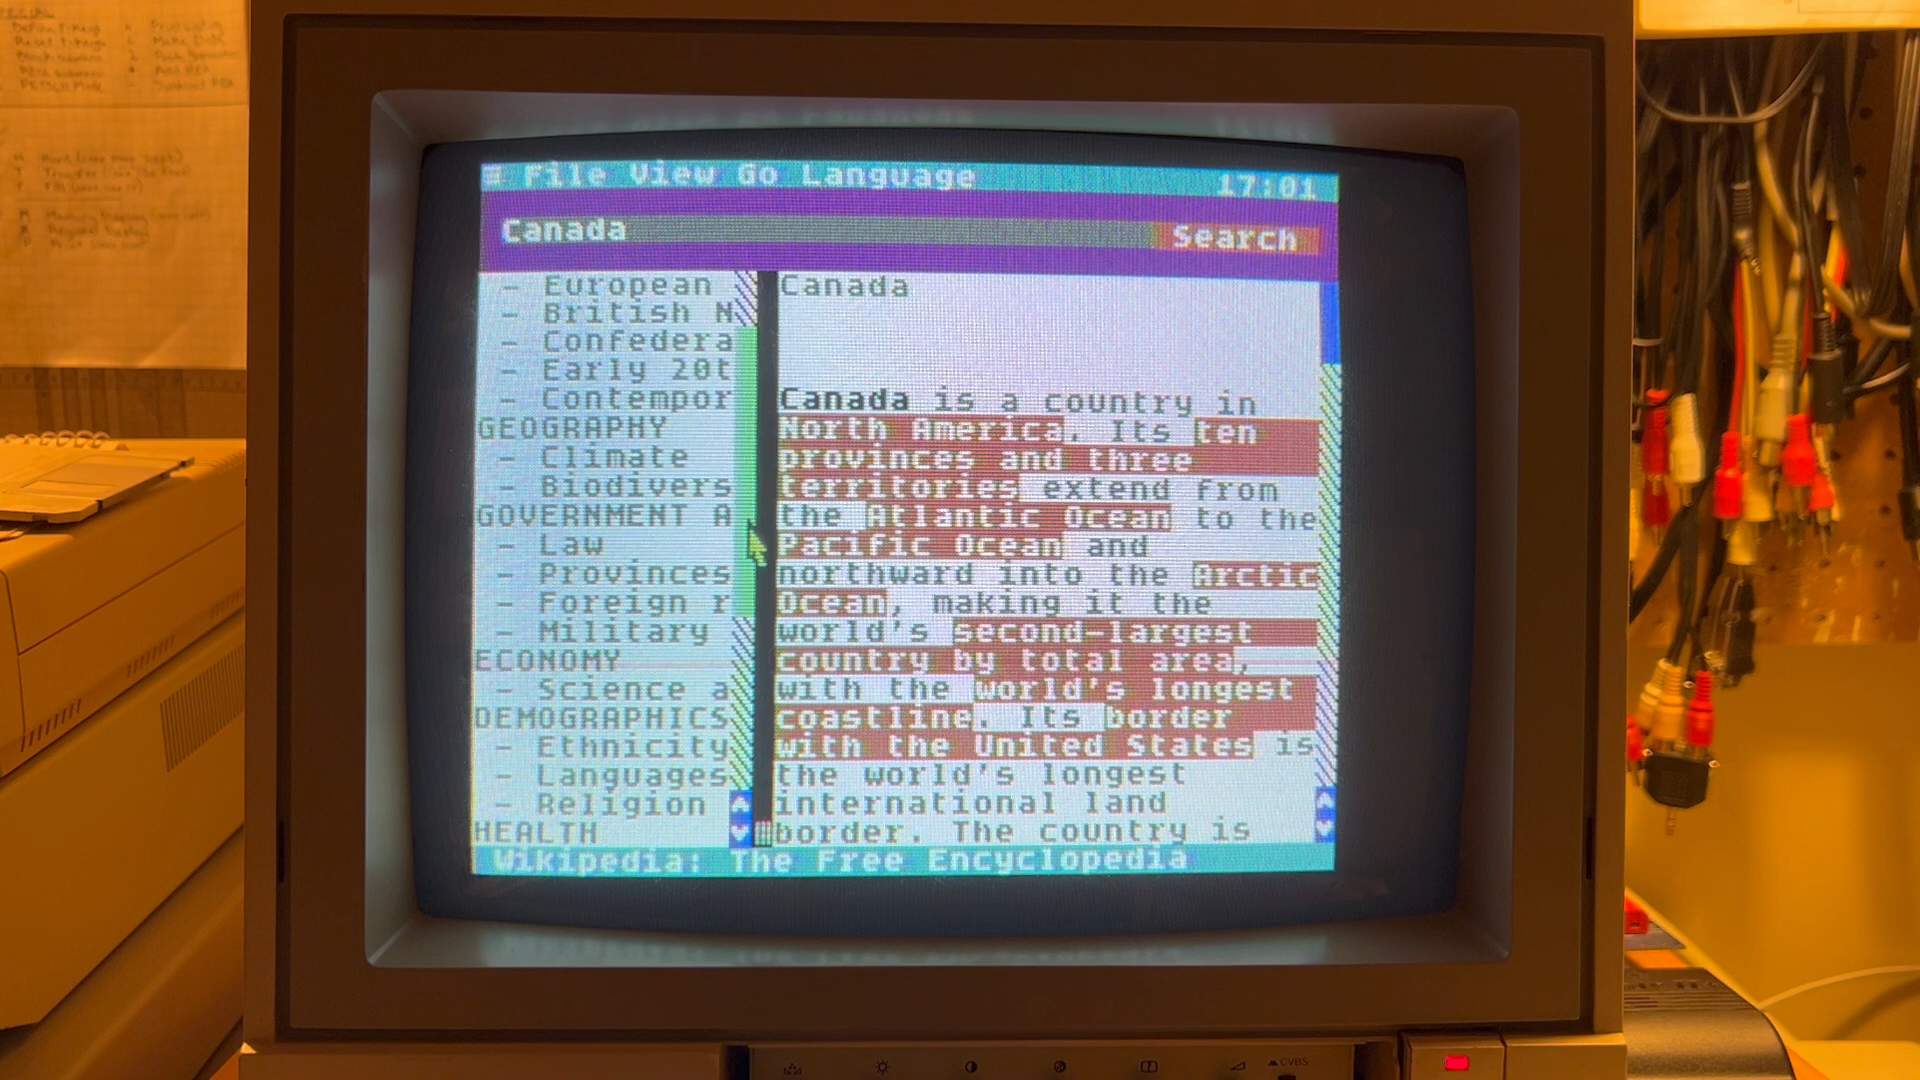 SPECIAL
File View Go Language 17:01
Canada Search
- European
- British N
- Confedera
- Early 20t
- Contempor
GEOGRAPHY
- Climate
- Biodivers
GOVERNMENT A
- Law
- Provinces
- Foreign r
- Military
ECONOMY
- Science a
DEMOGRAPHICS
- Ethnicity
- Languages
- Religion
HEALTH
Canada
Canada is a country in
North America. Its ten
provinces and three
territories extend from
the Atlantic Ocean to the
Pacific Ocean and
northward into the Arctic
Ocean, making it the
world's second-largest
country by total area,
with the world's longest
coastline. Its border
with the United States is
the world's longest
international land
border. The country is
Wikipedia: The Free Encyclopedia
CVBS